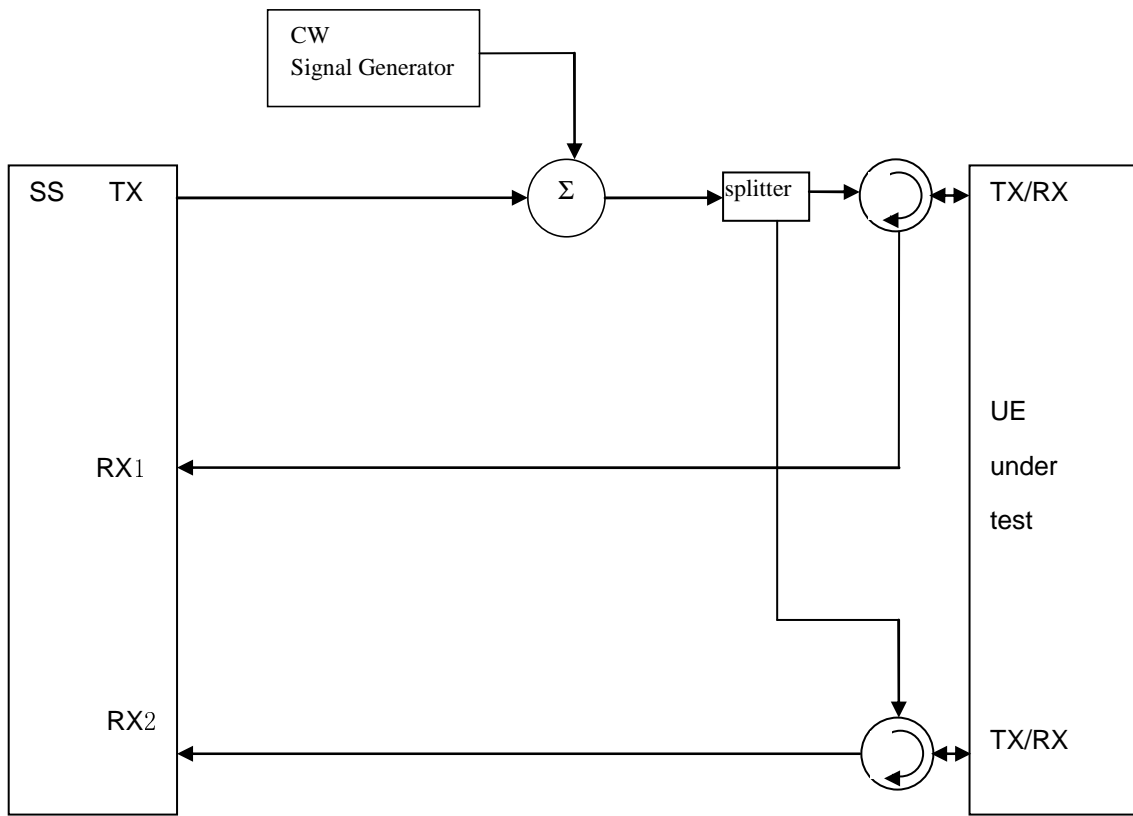 CW
Signal Generator
SS TX
Σ
splitter
TX/RX
RX1
UE
under
test
RX2
TX/RX